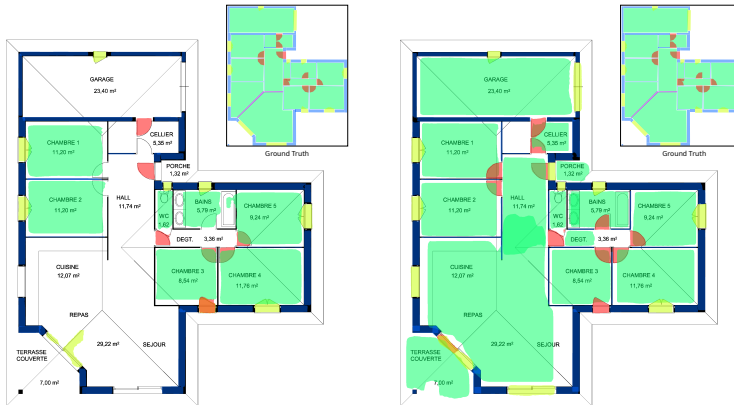 GARAGE
23,40 m²
CELLIER
5,35 m²
CHAMBRE 1
11,20 m²
PORCHE
1,32 m²
CHAMBRE 2
11,20 m²
HALL
11,74 m²
WC
1,62
BAINS
5,79 m²
CHAMBRE 5
9,24 m²
DEGT.
3,36 m²
CUISINE
12,07 m²
CHAMBRE 3
8,54 m²
CHAMBRE 4
11,76 m²
REPAS
29,22 m²
SEJOUR
TERRASSE
COUVERTE
7,00 m²
Ground Truth
GARAGE
23,40 m²
CELLIER
5,35 m²
CHAMBRE 1
11,20 m²
PORCHE
1,32 m²
CHAMBRE 2
11,20 m²
HALL
11,74 m²
WC
1,62
BAINS
5,79 m²
CHAMBRE 5
9,24 m²
DEGT.
3,36 m²
CUISINE
12,07 m²
CHAMBRE 3
8,54 m²
CHAMBRE 4
11,76 m²
REPAS
29,22 m²
SEJOUR
TERRASSE
COUVERTE
7,00 m²
Ground Truth